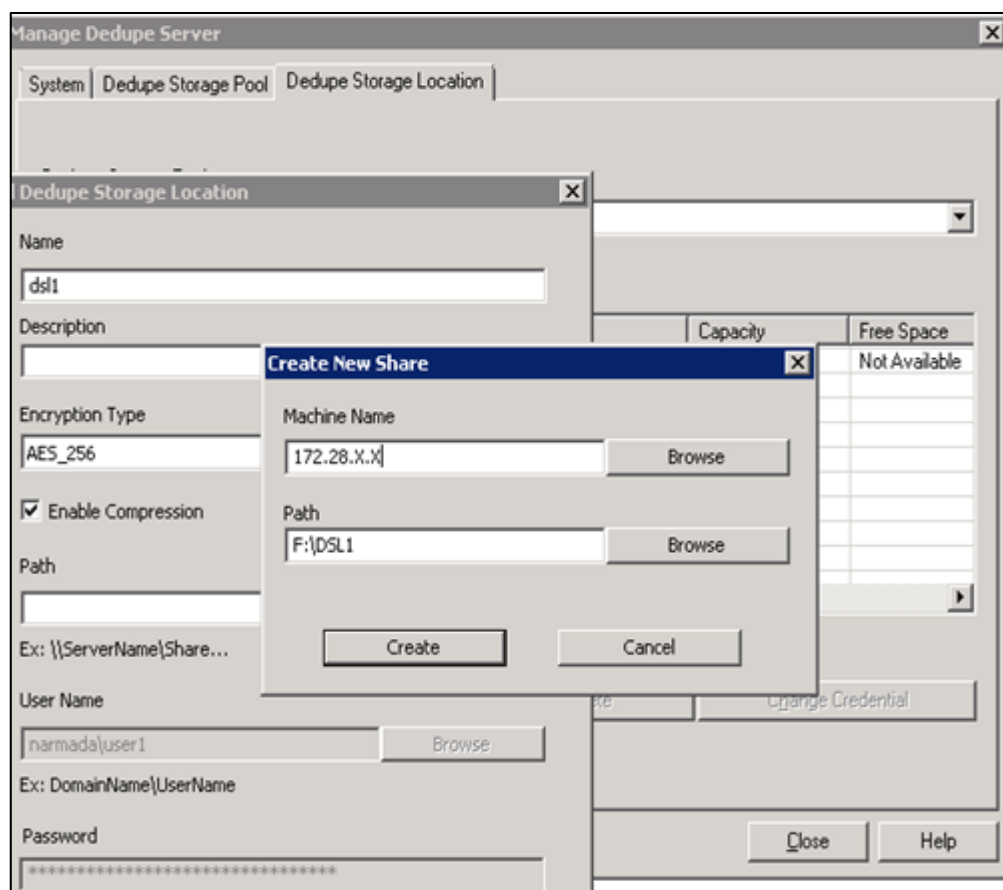 Manage Dedupe Server
System Dedupe Storage Pool Dedupe Storage Location
Dedupe Storage Location
Name
dsl1
Description
Capacity Free Space
Not Available
Create New Share
Machine Name
172.28.X.X Browse
Path
F:\DSL1 Browse
Create Cancel
Encryption Type
AES_256
Enable Compression
Path
Ex: \\ServerName\Share...
User Name
narmada\user1 Browse
Ex: DomainName\UserName
Password
********************************
Change Credential
Close Help